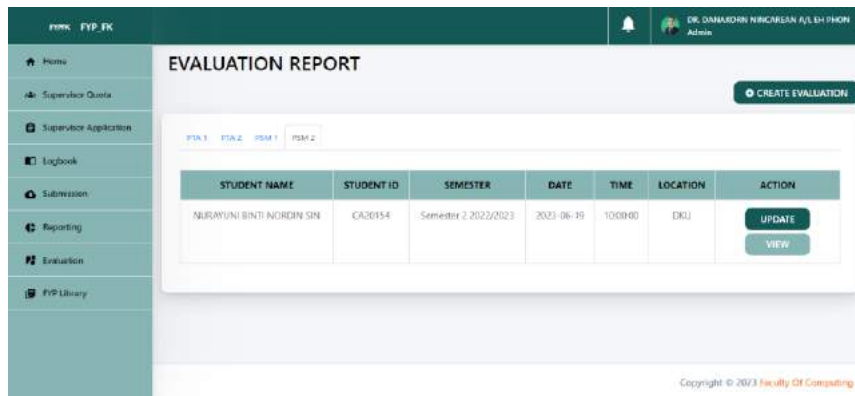 FYP_FK
DR. DANAKORN NINCAREAN A/L EH PHON
Admin
Home
Supervisor Quota
Supervisor Application
Logbook
Submission
Reporting
Evaluation
FYP Library
EVALUATION REPORT
CREATE EVALUATION
PTA 1 PTA 2 PSM 1 PSM 2
STUDENT NAME STUDENT ID SEMESTER DATE TIME LOCATION ACTION
NURAYUNI BINTI NORDIN SIN CA20154 Semester 2 2022/2023 2023-06-19 10:00:00 DKU UPDATE
VIEW
Copyright © 2023 Faculty Of Computing